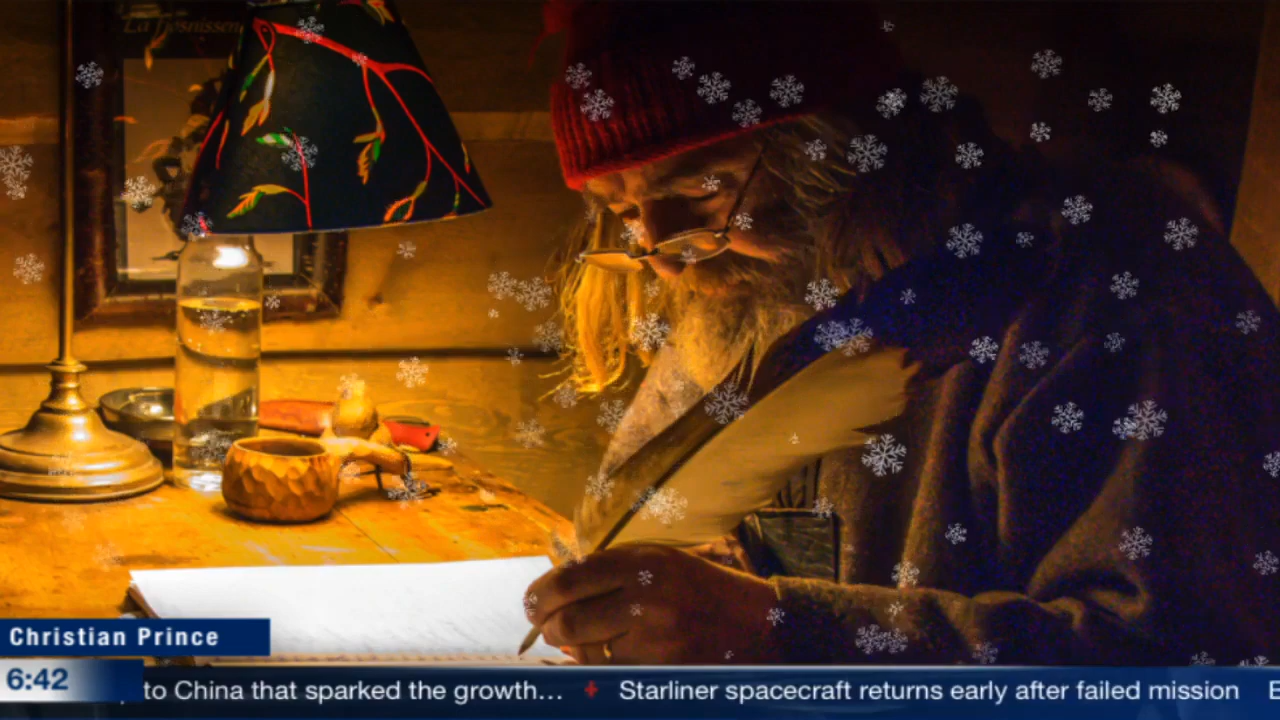 Christian Prince
6:42
to China that sparked the growth... + Starliner spacecraft returns early after failed mission